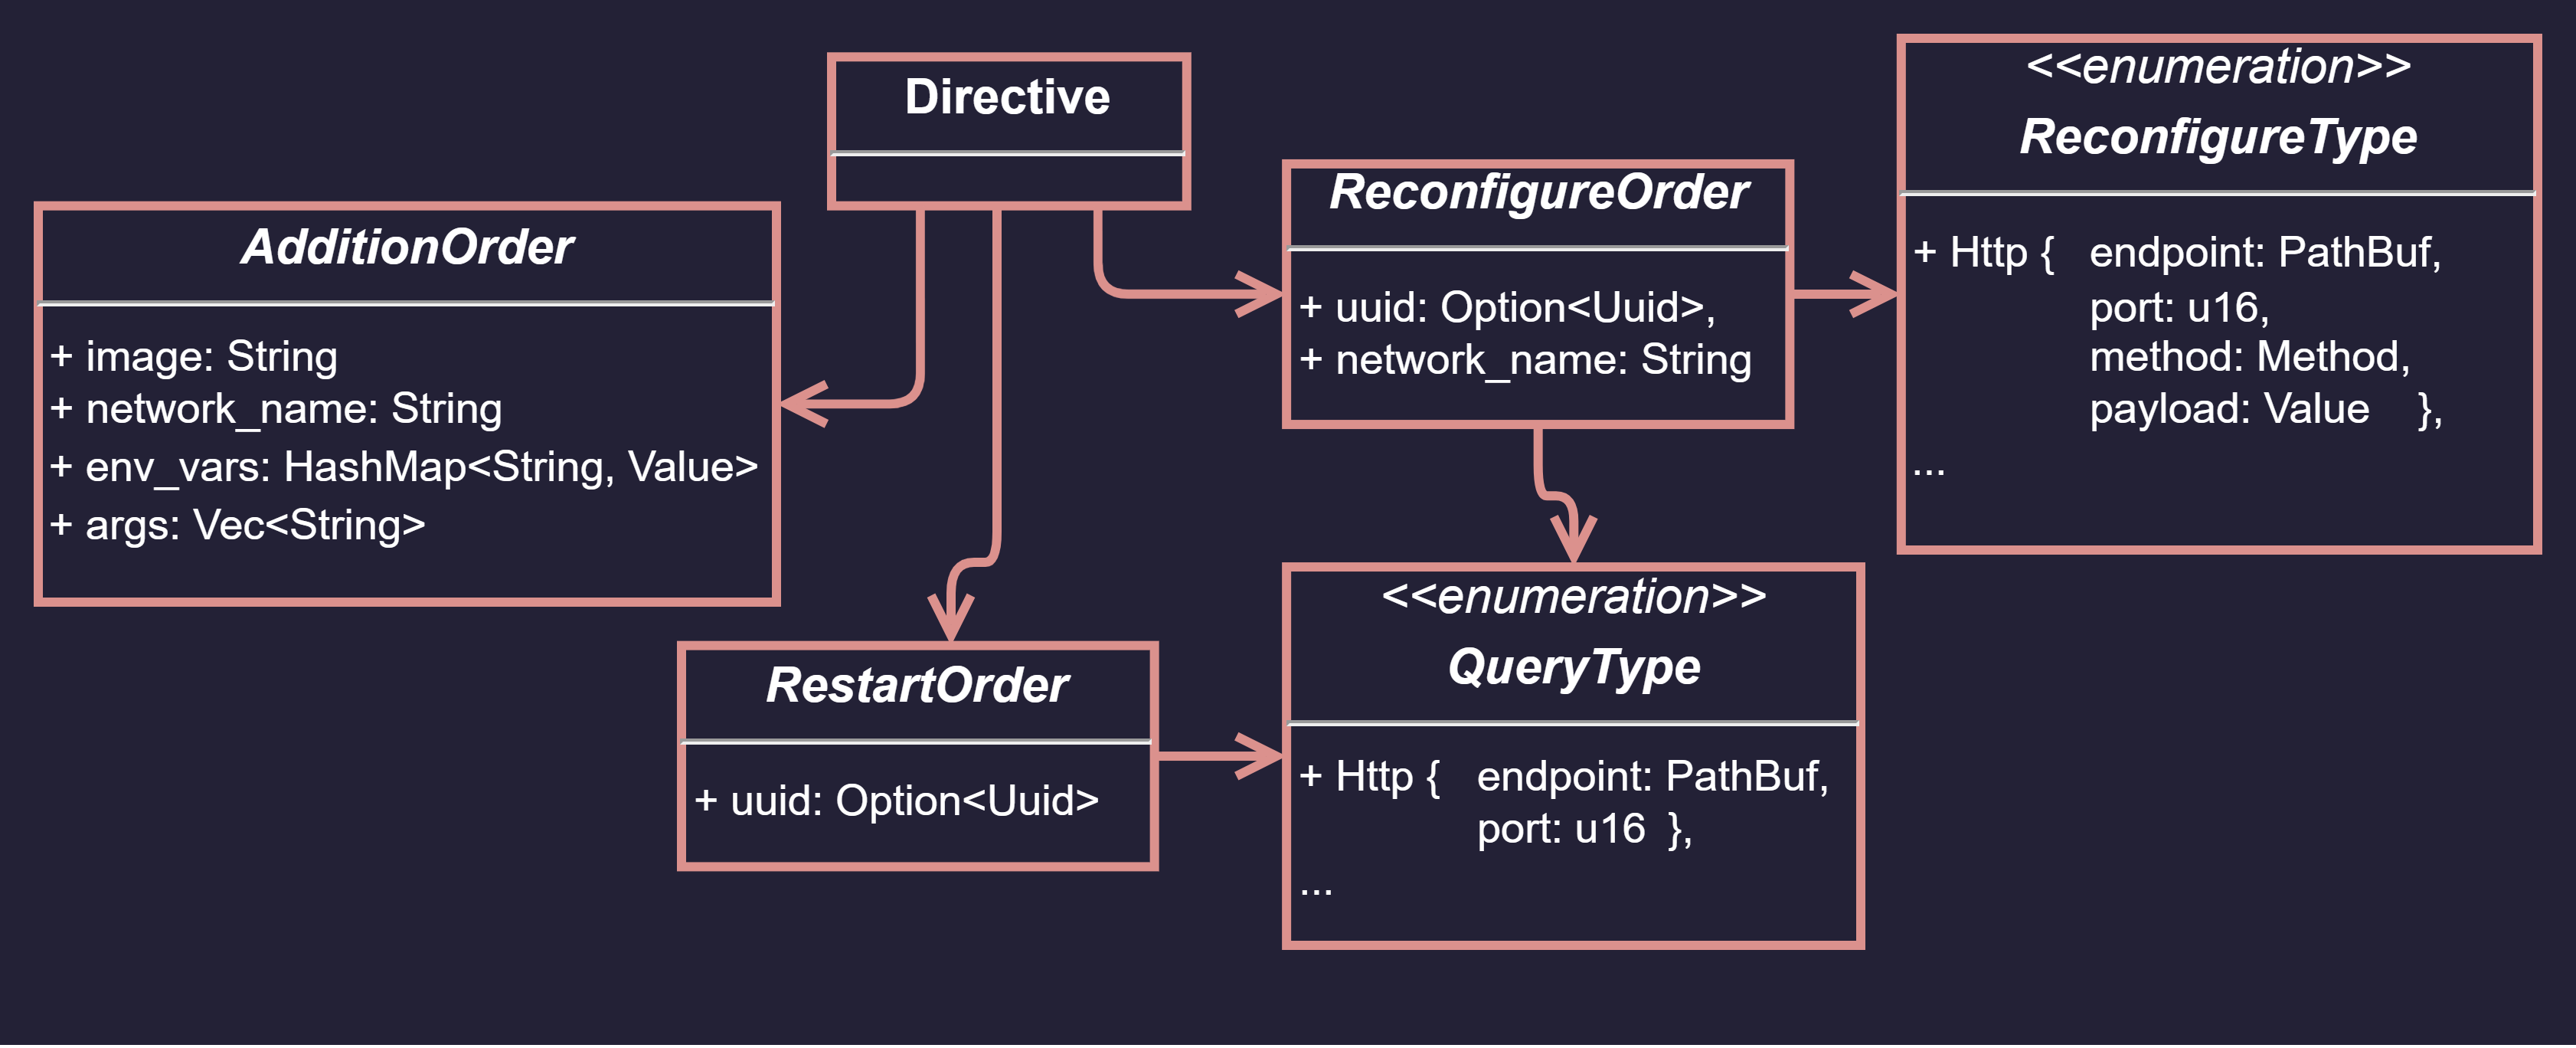 Directive
AdditionOrder
+ image: String
+ network_name: String
+ env_vars: HashMap<String, Value>
+ args: Vec<String>
ReconfigureOrder
+ uuid: Option<Uuid>,
+ network_name: String
<<enumeration>>
ReconfigureType
+ Http { endpoint: PathBuf,
port: u16,
method: Method,
payload: Value },
...
RestartOrder
+ uuid: Option<Uuid>
<<enumeration>>
QueryType
+ Http { endpoint: PathBuf,
port: u16 },
...